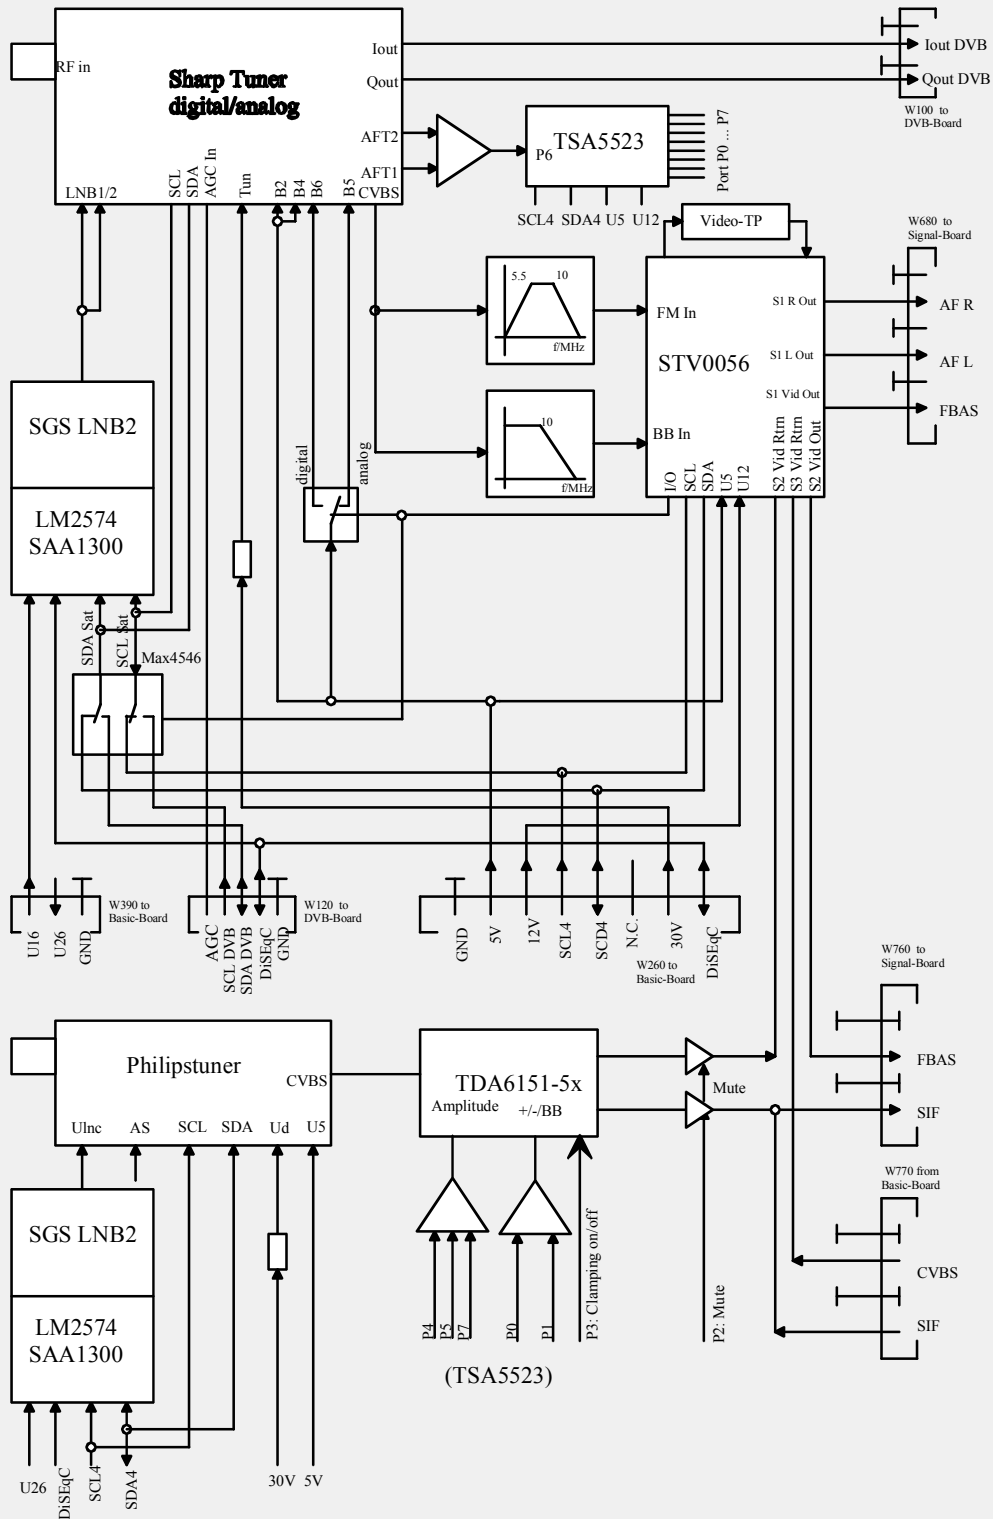 RF in
Sharp Tuner
digital/analog
Iout
Qout
AFT2
AFT1
CVBS
LNB1/2
SCL
SDA
AGC In
Tun
B2
B4
B6
B5
Iout DVB
Qout DVB
W100 to
DVB-Board
P6
TSA5523
Port P0 ... P7
SCL4
SDA4
U5
U12
Video-TP
W680 to
Signal-Board
5.5
10
f/MHz
FM In
S1 R Out
AF R
STV0056
S1 L Out
AF L
S1 Vid Out
FBAS
10
f/MHz
BB In
I/O
SCL
SDA
U5
U12
S2 Vid Rtrn
S3 Vid Rtrn
S2 Vid Out
SGS LNB2
LM2574
SAA1300
digital
analog
SDA Sat
SCL Sat
Max4546
U16
U26
GND
W390 to
Basic-Board
AGC
SCL DVB
SDA DVB
DiSEqC
GND
W120 to
DVB-Board
GND
5V
12V
SCL4
SCD4
N.C.
30V
DiSEqC
W260 to
Basic-Board
W760 to
Signal-Board
Philipstuner
CVBS
UInc
AS
SCL
SDA
Ud
U5
TDA6151-5x
Amplitude
+/-/BB
Mute
FBAS
SIF
W770 from
Basic-Board
SGS LNB2
LM2574
SAA1300
P4
P5
P7
P0
P1
P3: Clamping on/off
P2: Mute
CVBS
SIF
(TSA5523)
U26
DiSEqC
SCL4
SDA4
30V
5V